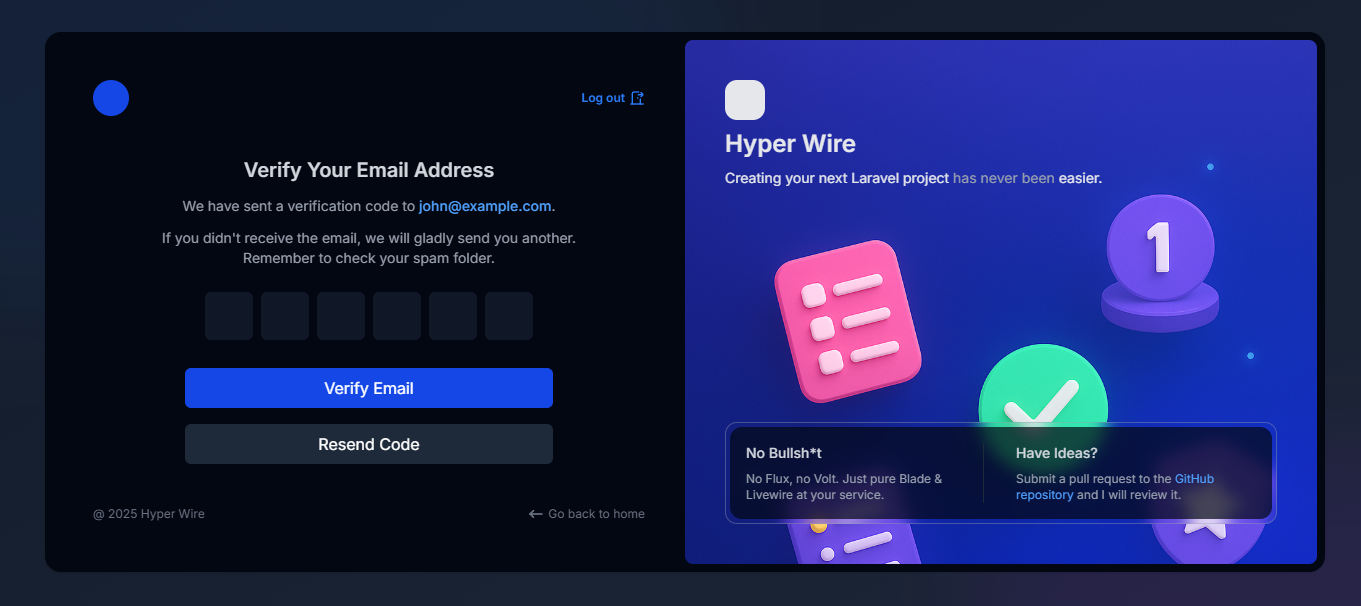 Log out
Verify Your Email Address
We have sent a verification code to john@example.com.
If you didn't receive the email, we will gladly send you another.
Remember to check your spam folder.
Verify Email
Resend Code
@ 2025 Hyper Wire
Go back to home
Hyper Wire
Creating your next Laravel project has never been easier.
1
No Bullsh*t
No Flux, no Volt. Just pure Blade &
Livewire at your service.
Have Ideas?
Submit a pull request to the GitHub
repository and I will review it.